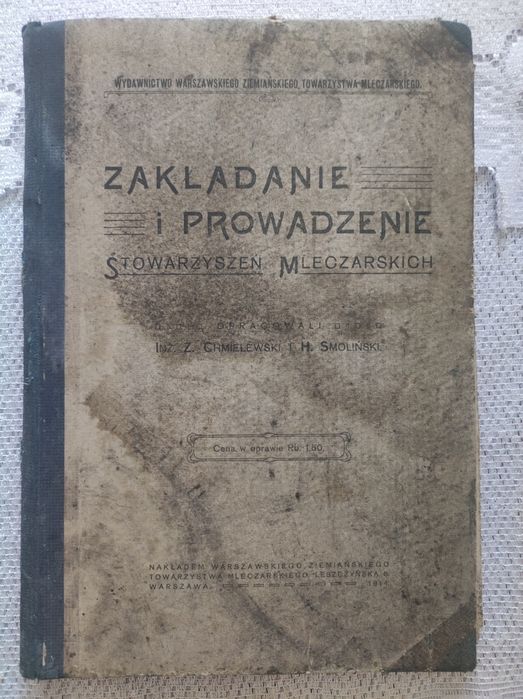 WYDAWNICTWO WARSZAWSKIEGO ZIEMIAŃSKIEGO TOWARZYSTWA MLECZARSKIEGO.
ZAKŁADANIE
i PROWADZENIE
STOWARZYSZEŃ MLECZARSKICH
OPRACOWALI
INŻ. Z. CHMIELEWSKI I H. SMOLIŃSKI.
Cena w oprawie Rb. 1.50.
NAKŁADEM WARSZAWSKIEGO ZIEMIAŃSKIEGO
TOWARZYSTWA MLECZARSKIEGO LESZCZYŃSKA
WARSZAWA. 1914